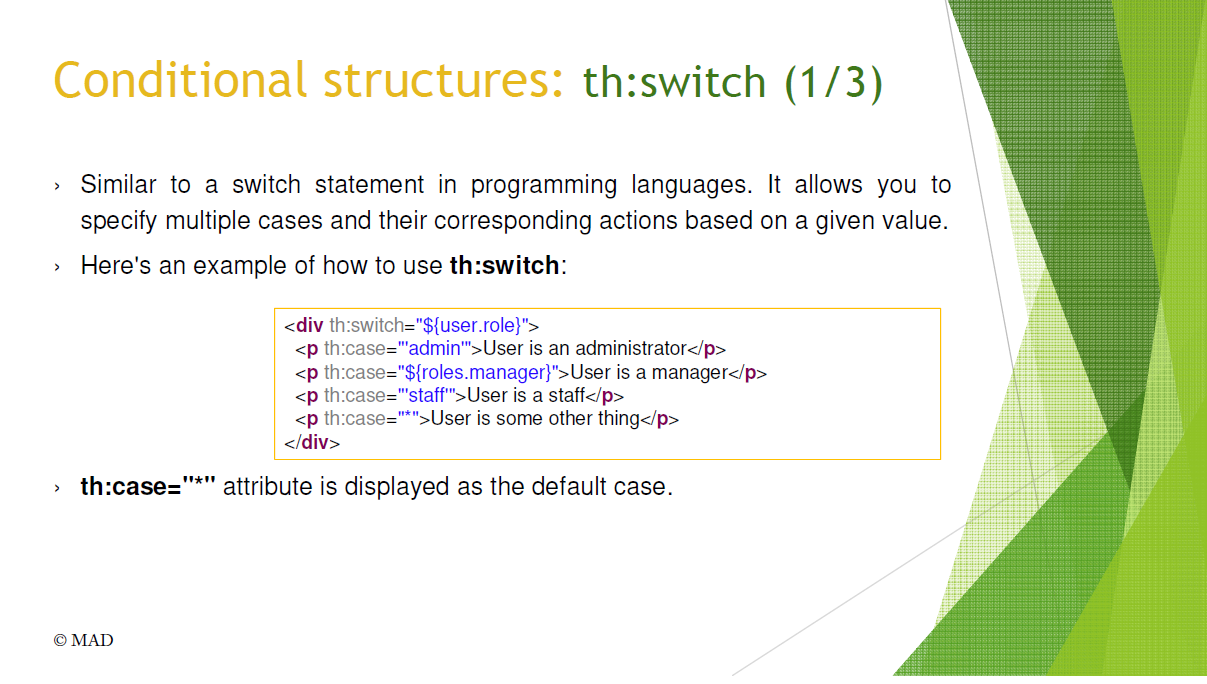 Conditional structures: th:switch (1/3)
› Similar to a switch statement in programming languages. It allows you to
specify multiple cases and their corresponding actions based on a given value.
› Here's an example of how to use th:switch:
<div th:switch="${user.role}">
<p th:case="'admin'">User is an administrator</p>
<p th:case="${roles.manager}">User is a manager</p>
<p th:case="'staff'">User is a staff</p>
<p th:case="*">User is some other thing</p>
</div>
› th:case="*" attribute is displayed as the default case.
© MAD